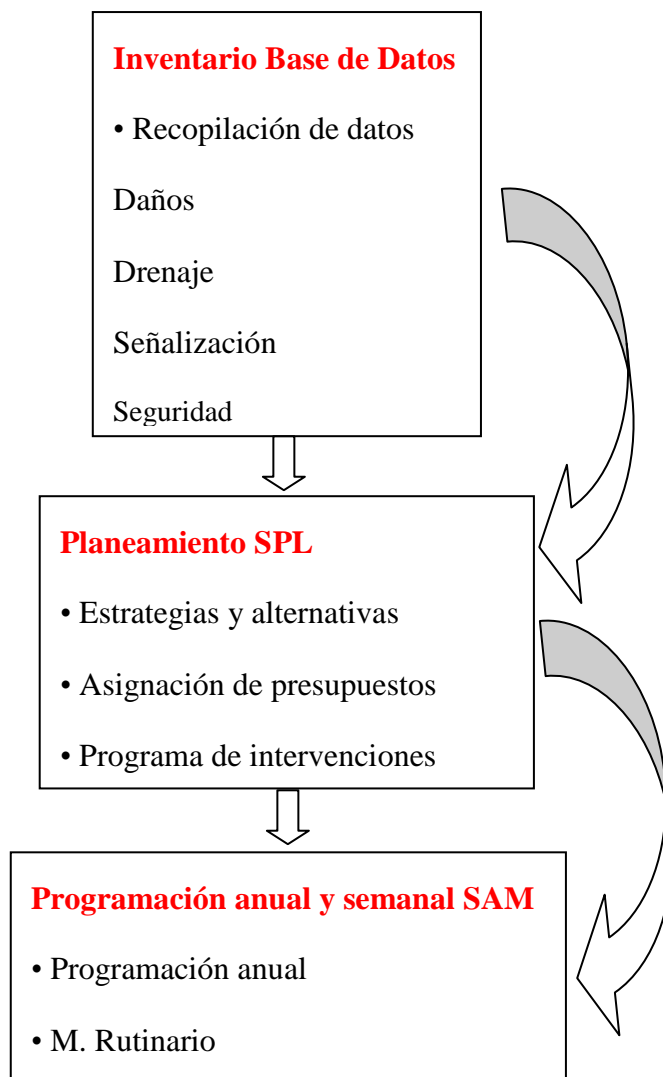 Inventario Base de Datos
• Recopilación de datos
Daños
Drenaje
Señalización
Seguridad
Planeamiento SPL
• Estrategias y alternativas
• Asignación de presupuestos
• Programa de intervenciones
Programación anual y semanal SAM
• Programación anual
• M. Rutinario